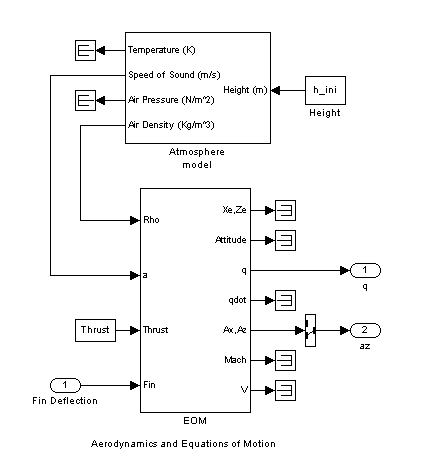 Temperature (K)
Speed of Sound (m/s)
Height (m)
Air Pressure (N/m^2)
Air Density (Kg/m^3)
h_ini
Height
Atmosphere
model
Xe,Ze
Rho
Attitude
q
1
q
a
qdot
Thrust
Thrust
Ax,Az
2
az
Mach
1
Fin
V
Fin Deflection
EOM
Aerodynamics and Equations of Motion